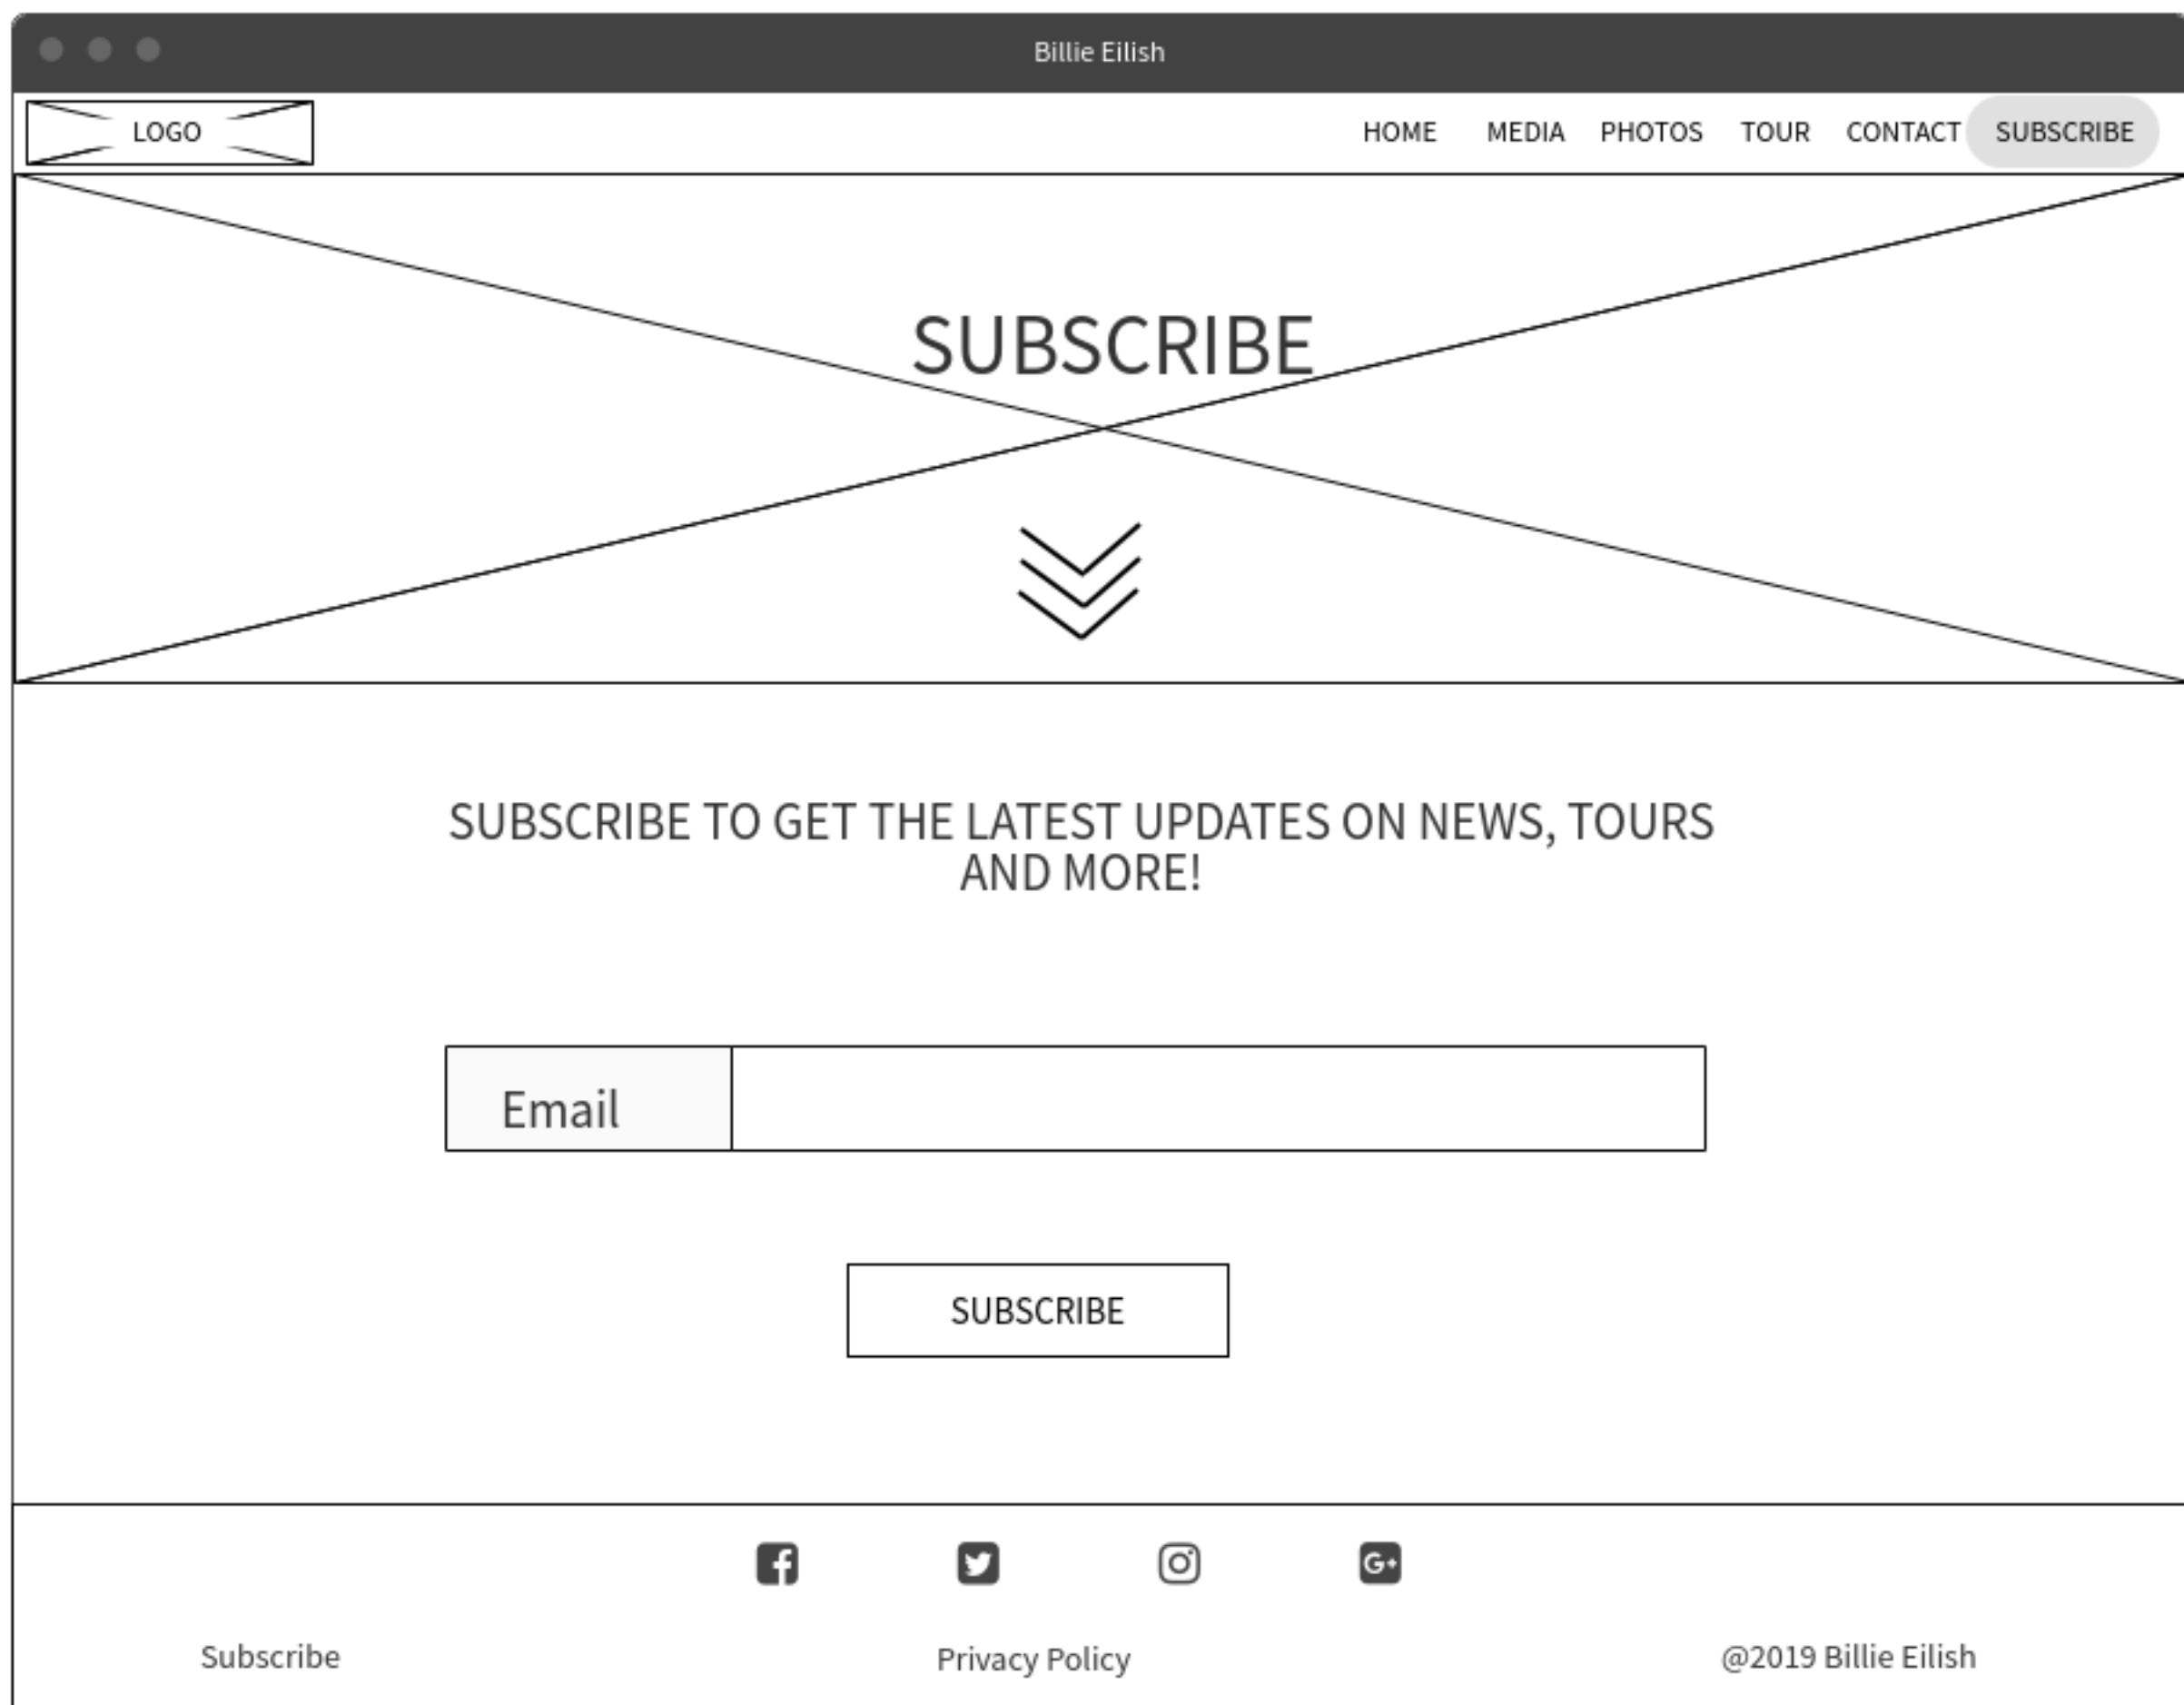 Billie Eilish
LOGO
HOME MEDIA PHOTOS TOUR CONTACT SUBSCRIBE
SUBSCRIBE
SUBSCRIBE TO GET THE LATEST UPDATES ON NEWS, TOURS
AND MORE!
Email
SUBSCRIBE
Subscribe Privacy Policy @2019 Billie Eilish